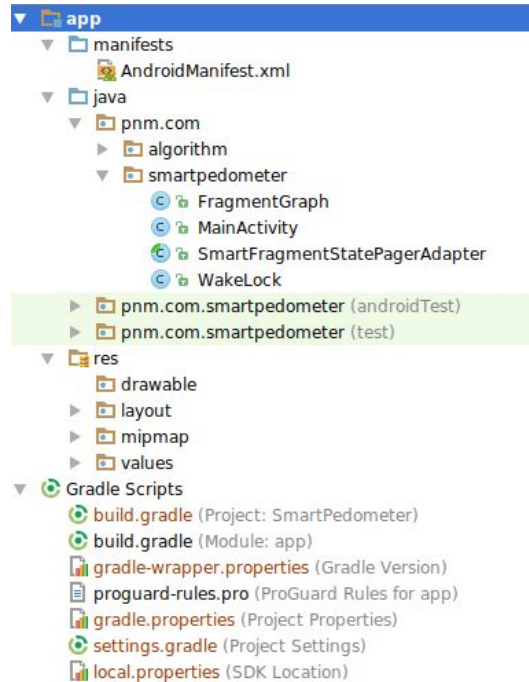 app
manifests
AndroidManifest.xml
java
pnm.com
algorithm
smartpedometer
FragmentGraph
MainActivity
SmartFragmentStatePagerAdapter
WakeLock
pnm.com.smartpedometer (androidTest)
pnm.com.smartpedometer (test)
res
drawable
layout
mipmap
values
Gradle Scripts
build.gradle (Project: SmartPedometer)
build.gradle (Module: app)
gradle-wrapper.properties (Gradle Version)
proguard-rules.pro (ProGuard Rules for app)
gradle.properties (Project Properties)
settings.gradle (Project Settings)
local.properties (SDK Location)